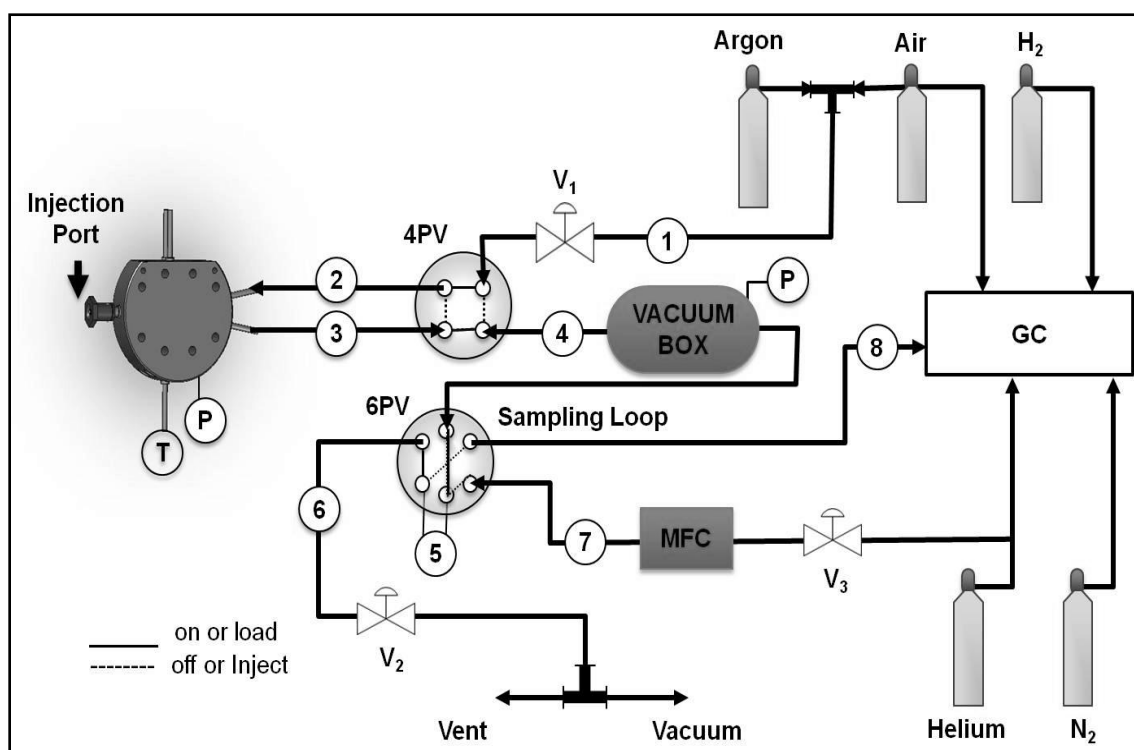 Argon
Air
H₂
V₁
Injection
Port
4PV
1
2
P
3
4
VACUUM
BOX
8
GC
6PV
Sampling Loop
P
T
6
5
7
MFC
V₃
on or load
off or Inject
V₂
Vent
Vacuum
Helium
N₂